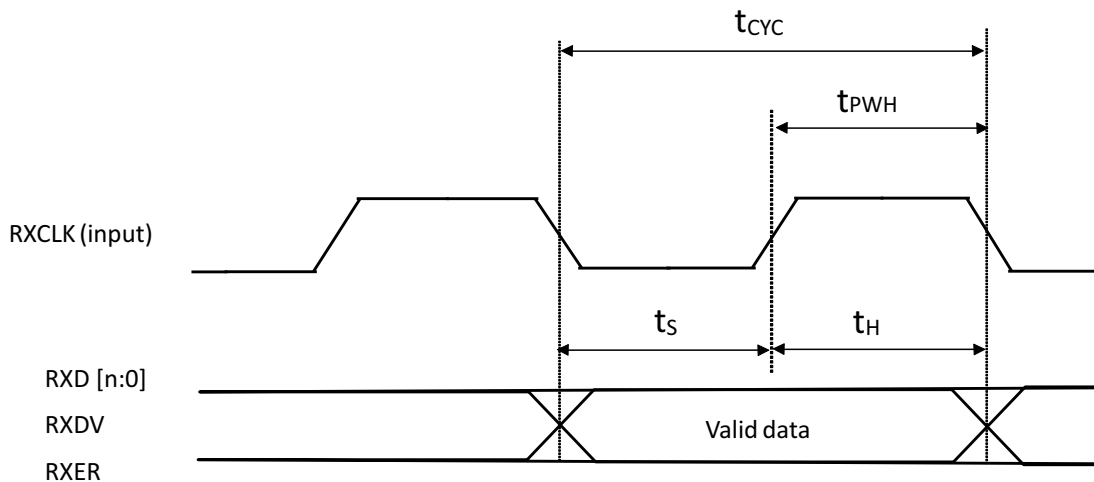 tCYC
tPWH
RXCLK (input)
tS
tH
RXD [n:0]
RXDV
Valid data
RXER